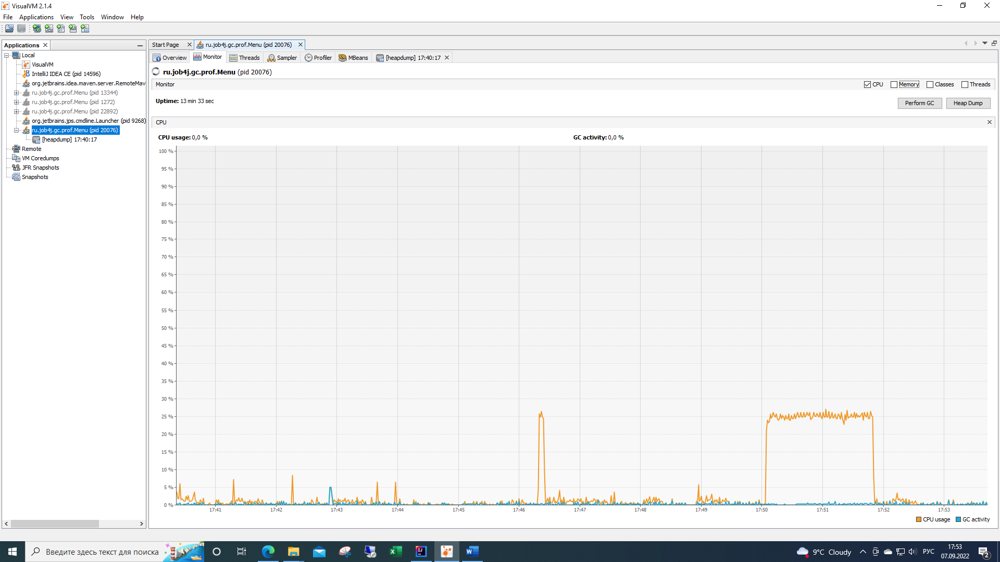 VisualVM 2.1.4
File Applications View Tools Window Help
Applications
Local
VisualVM
IntelliJ IDEA CE (pid 14596)
org.jetbrains.idea.maven.server.RemoteMav
ru.job4j.gc.prof.Menu (pid 13344)
ru.job4j.gc.prof.Menu (pid 1272)
ru.job4j.gc.prof.Menu (pid 22892)
org.jetbrains.jps.cmdline.Launcher (pid 9268)
ru.job4j.gc.prof.Menu (pid 20076)
[heapdump] 17:40:17
Remote
VM Coredumps
JFR Snapshots
Snapshots
Start Page ru.job4j.gc.prof.Menu (pid 20076)
Overview Monitor Threads Sampler Profiler MBeans [heapdump] 17:40:17
ru.job4j.gc.prof.Menu (pid 20076)
Monitor CPU Memory Classes Threads
Uptime: 13 min 33 sec
Perform GC Heap Dump
CPU
CPU usage: 0,0 % GC activity: 0,0 %
100 %
95 %
90 %
85 %
80 %
75 %
70 %
65 %
60 %
55 %
50 %
45 %
40 %
35 %
30 %
25 %
20 %
15 %
10 %
5 %
0 %
17:41 17:42 17:43 17:44 17:45 17:46 17:47 17:48 17:49 17:50 17:51 17:52 17:53
CPU usage GC activity
Введите здесь текст для поиска
9°C Cloudy
РУС
17:53
07.09.2022
2